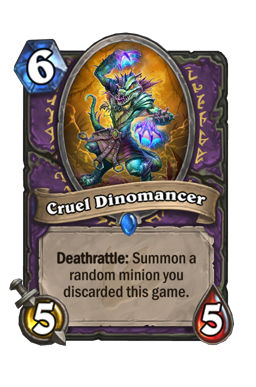 6
Cruel Dinomancer
Deathrattle: Summon a
random minion you
discarded this game.
5 5